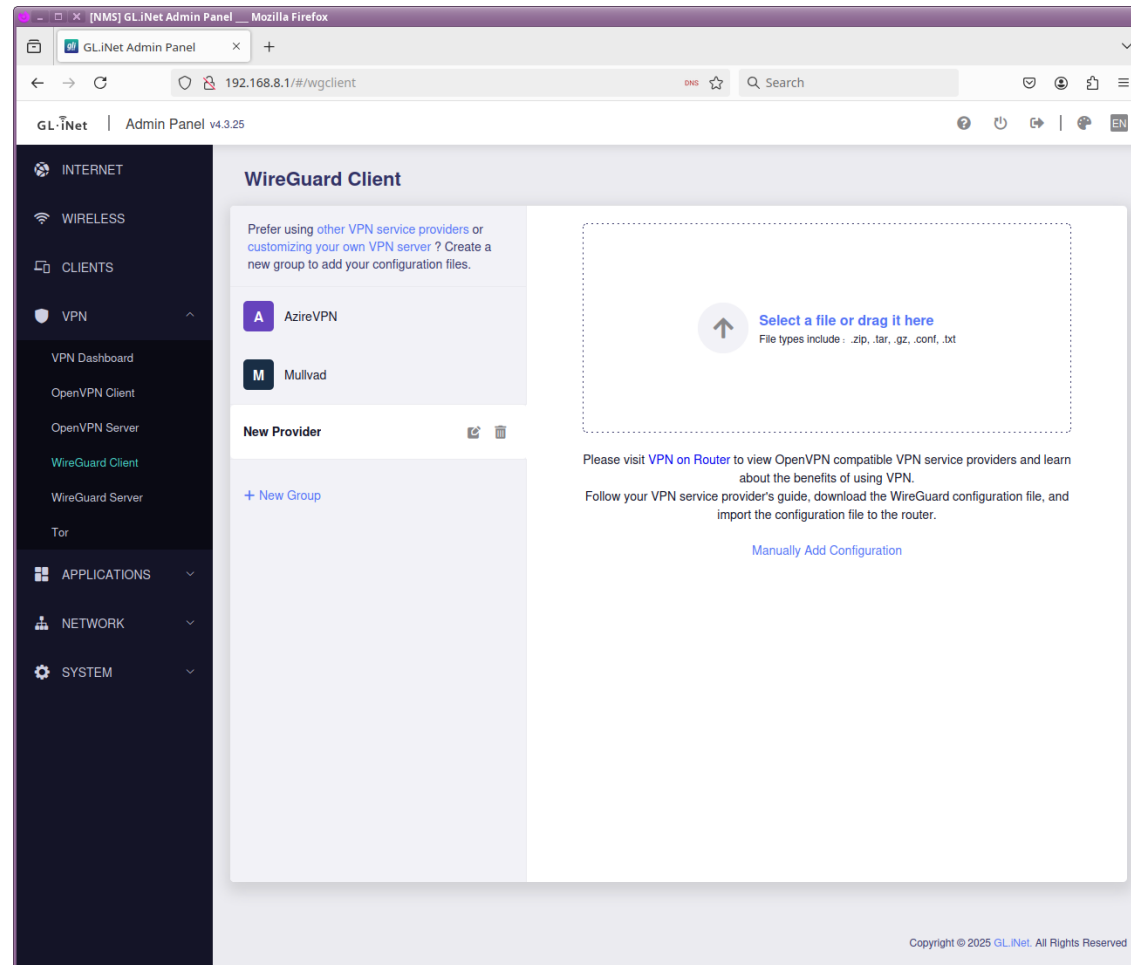 [NMS] GL.iNet Admin Panel __ Mozilla Firefox
GL.iNet Admin Panel
192.168.8.1/#/wgclient
DNS
Search
GL·iNet | Admin Panel v4.3.25
EN
INTERNET
WIRELESS
CLIENTS
VPN
VPN Dashboard
OpenVPN Client
OpenVPN Server
WireGuard Client
WireGuard Server
Tor
APPLICATIONS
NETWORK
SYSTEM
WireGuard Client
Prefer using other VPN service providers or
customizing your own VPN server ? Create a
new group to add your configuration files.
A AzireVPN
M Mullvad
New Provider
+ New Group
Select a file or drag it here
File types include : .zip, .tar, .gz, .conf, .txt
Please visit VPN on Router to view OpenVPN compatible VPN service providers and learn
about the benefits of using VPN.
Follow your VPN service provider's guide, download the WireGuard configuration file, and
import the configuration file to the router.
Manually Add Configuration
Copyright © 2025 GL.iNet. All Rights Reserved